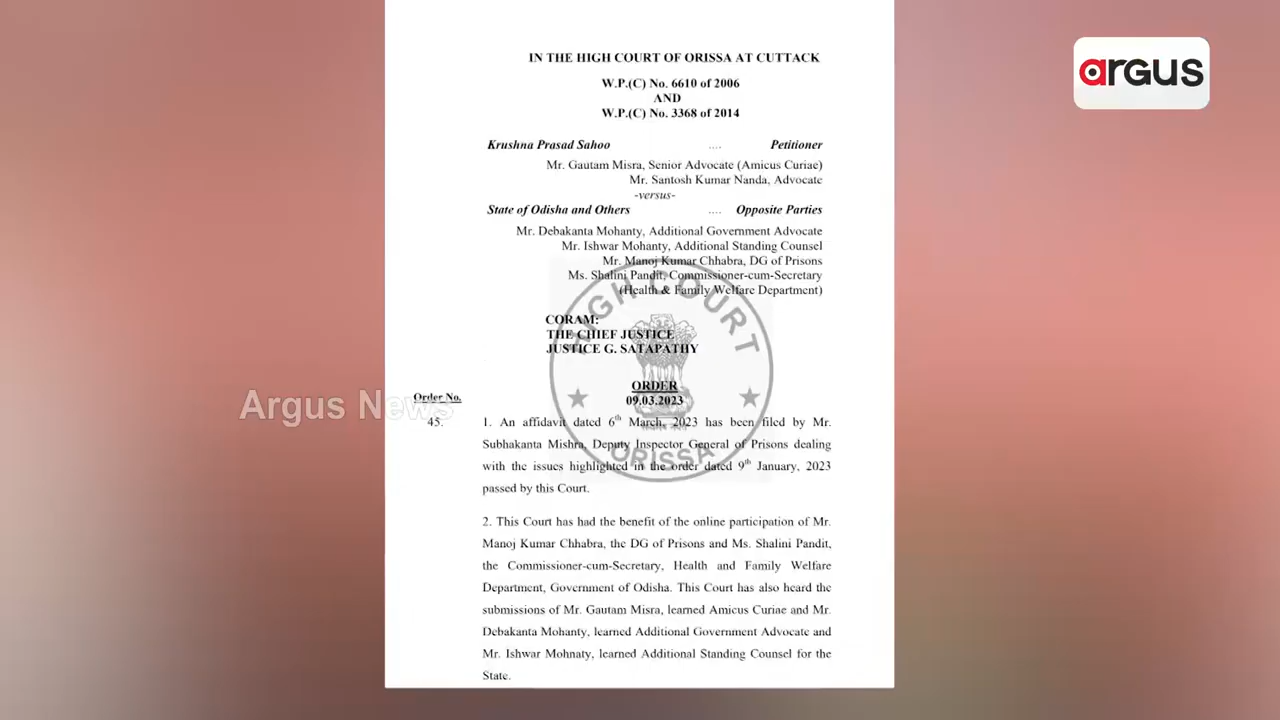 argus
IN THE HIGH COURT OF ORISSA AT CUTTACK
W.P.(C) No. 6610 of 2006
AND
W.P.(C) No. 3368 of 2014
Krushna Prasad Sahoo .... Petitioner
Mr. Gautam Misra, Senior Advocate (Amicus Curiae)
Mr. Santosh Kumar Nanda, Advocate
-versus-
State of Odisha and Others .... Opposite Parties
Mr. Debakanta Mohanty, Additional Government Advocate
Mr. Ishwar Mohanty, Additional Standing Counsel
Mr. Manoj Kumar Chhabra, DG of Prisons
Ms. Shalini Pandit, Commissioner-cum-Secretary
(Health & Family Welfare Department)
HIGH COURT
ORISSA
CORAM:
THE CHIEF JUSTICE
JUSTICE G. SATAPATHY
ORDER
Order No. 09.03.2023
Argus News
45. 1. An affidavit dated 6th March, 2023 has been filed by Mr.
Subhakanta Mishra, Deputy Inspector General of Prisons dealing
with the issues highlighted in the order dated 9th January, 2023
passed by this Court.
2. This Court has had the benefit of the online participation of Mr.
Manoj Kumar Chhabra, the DG of Prisons and Ms. Shalini Pandit,
the Commissioner-cum-Secretary, Health and Family Welfare
Department, Government of Odisha. This Court has also heard the
submissions of Mr. Gautam Misra, learned Amicus Curiae and Mr.
Debakanta Mohanty, learned Additional Government Advocate and
Mr. Ishwar Mohnaty, learned Additional Standing Counsel for the
State.